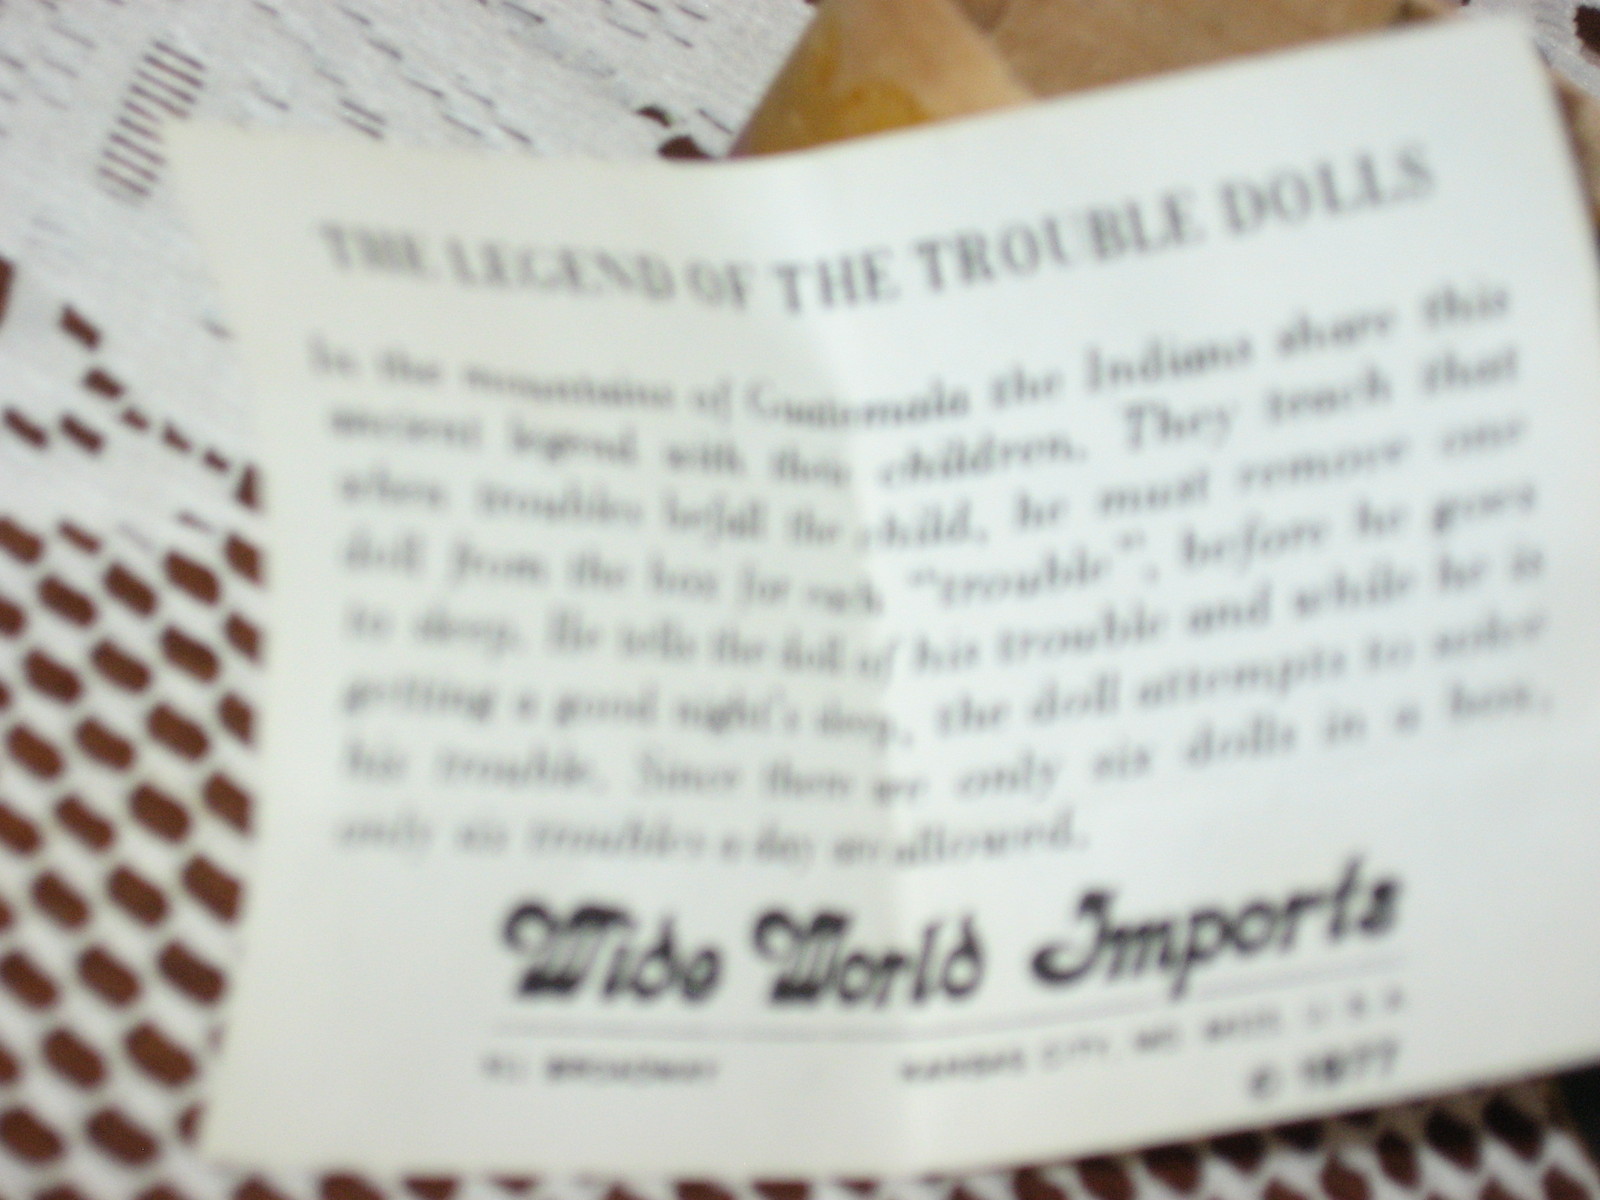 THE LEGEND OF THE TROUBLE DOLLS
In the mountains of Guatemala the Indians share this
ancient legend with their children. They teach that
when troubles befall the child, he must remove one
doll from the box for each "trouble", before he goes
to sleep. He tells the doll of his trouble and while he is
getting a good night's sleep, the doll attempts to solve
his trouble. Since there are only six dolls in a box,
only six troubles a day are allowed.
Wide World Imports
BROADWAY KANSAS CITY, MO. U.S.A.
© 1977